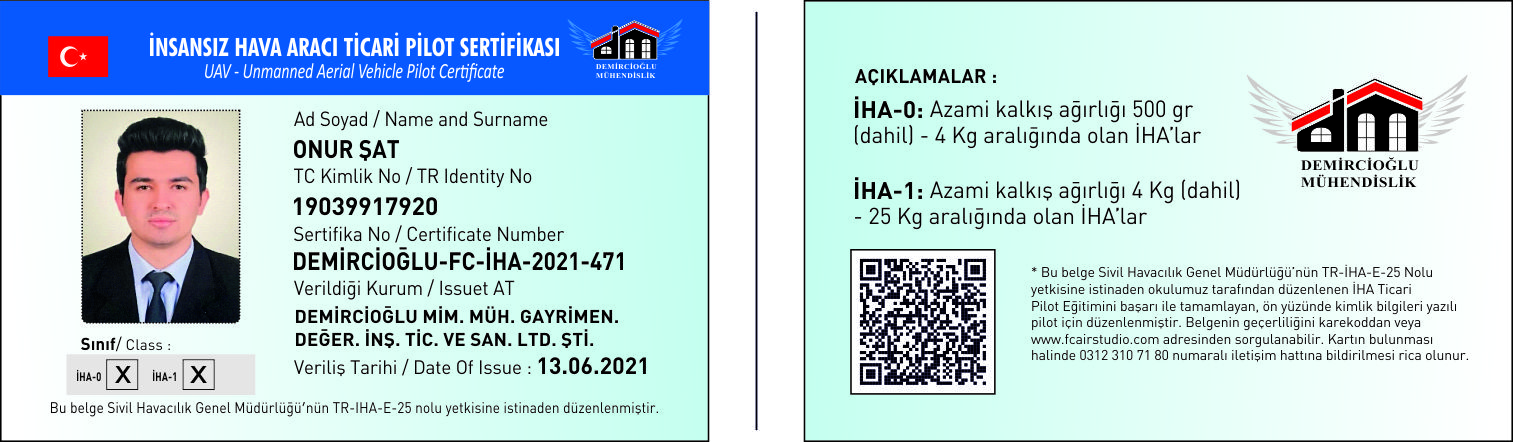 İNSANSIZ HAVA ARACI TİCARİ PİLOT SERTİFİKASI
UAV - Unmanned Aerial Vehicle Pilot Certificate
DEMİRCİOĞLU
MÜHENDİSLİK
Ad Soyad / Name and Surname
ONUR ŞAT
TC Kimlik No / TR Identity No
19039917920
Sertifika No / Certificate Number
DEMİRCİOĞLU-FC-İHA-2021-471
Verildiği Kurum / Issuet AT
DEMİRCİOĞLU MİM. MÜH. GAYRİMEN.
DEĞER. İNŞ. TİC. VE SAN. LTD. ŞTİ.
Veriliş Tarihi / Date Of Issue : 13.06.2021
Sınıf/ Class :
İHA-0 X İHA-1 X
Bu belge Sivil Havacılık Genel Müdürlüğü'nün TR-IHA-E-25 nolu yetkisine istinaden düzenlenmiştir.
AÇIKLAMALAR :
İHA-0: Azami kalkış ağırlığı 500 gr
(dahil) - 4 Kg aralığında olan İHA'lar
İHA-1: Azami kalkış ağırlığı 4 Kg (dahil)
- 25 Kg aralığında olan İHA'lar
DEMİRCİOĞLU
MÜHENDİSLİK
* Bu belge Sivil Havacılık Genel Müdürlüğü'nün TR-İHA-E-25 Nolu
yetkisine istinaden okulumuz tarafından düzenlenen İHA Ticari
Pilot Eğitimini başarı ile tamamlayan, ön yüzünde kimlik bilgileri yazılı
pilot için düzenlenmiştir. Belgenin geçerliliğini karekoddan veya
www.fcairstudio.com adresinden sorgulanabilir. Kartın bulunması
halinde 0312 310 71 80 numaralı iletişim hattına bildirilmesi rica olunur.